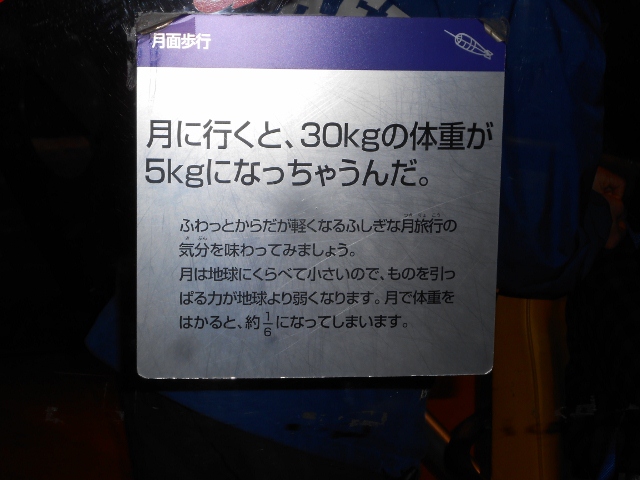 月面歩行
月に行くと、30kgの体重が
5kgになっちゃうんだ。
ふわっとからだが軽くなるふしぎな月旅行の
気分を味わってみましょう。
月は地球にくらべて小さいので、ものを引っ
ぱる力が地球より弱くなります。月で体重を
はかると、約1/6になってしまいます。